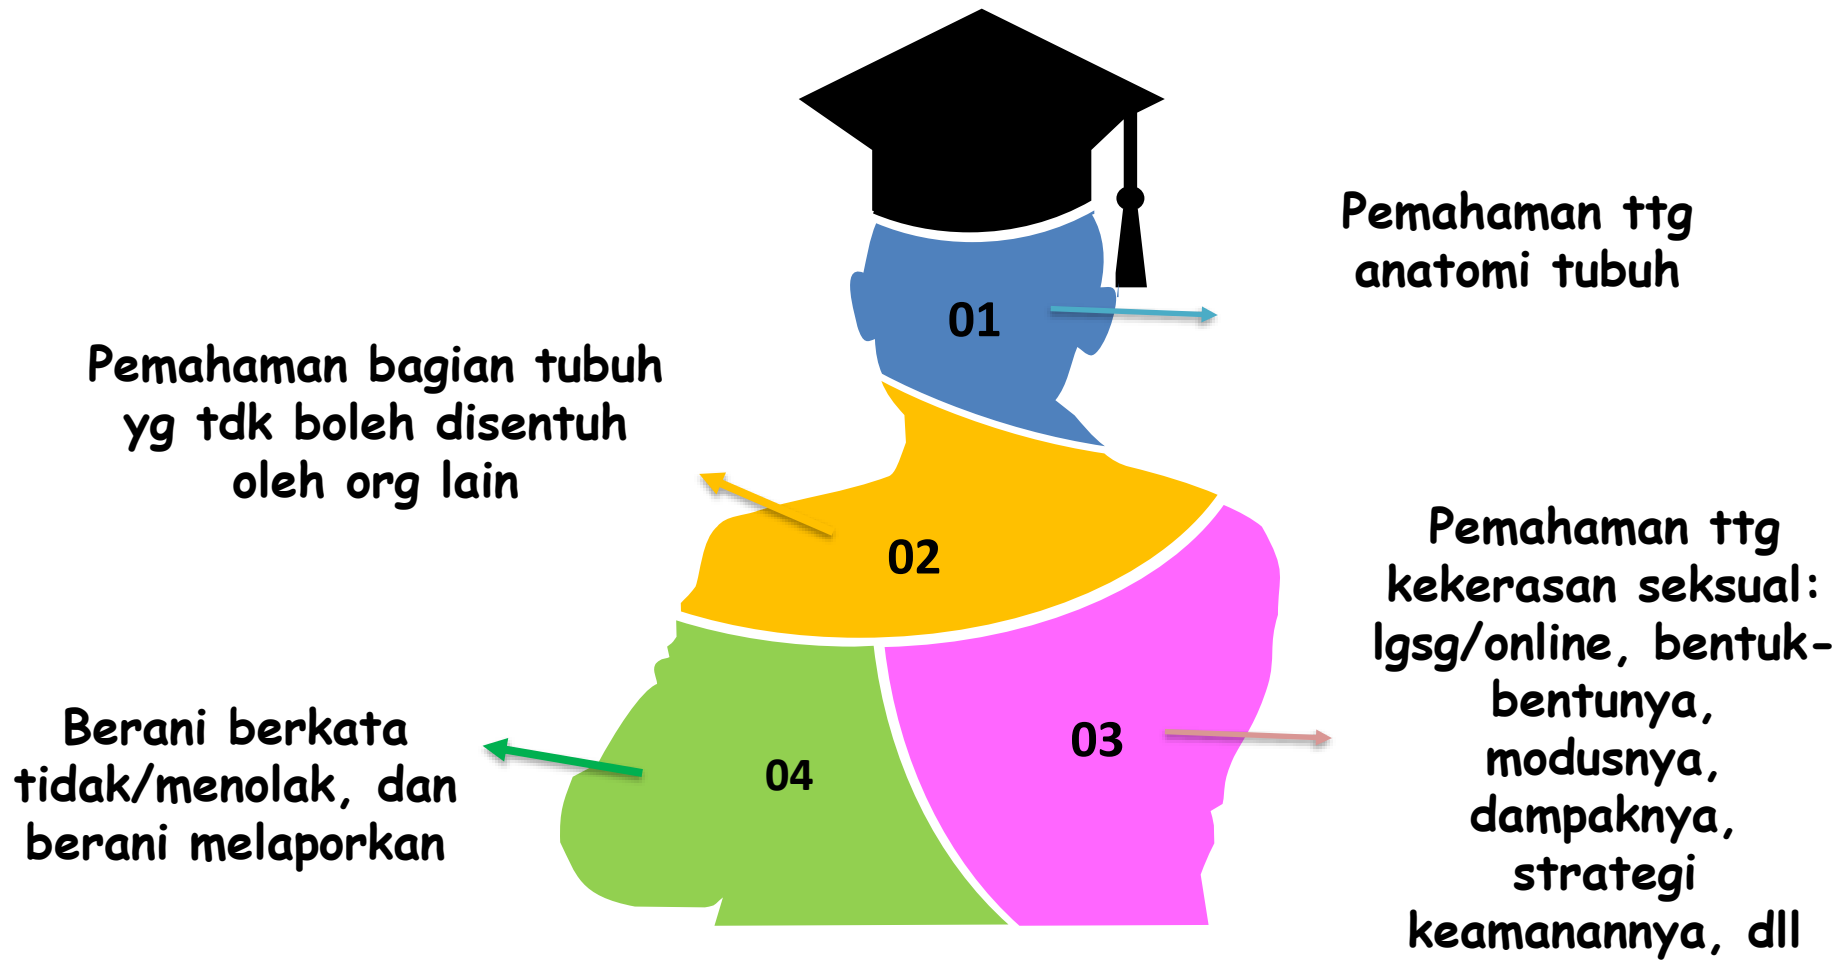 01
Pemahaman ttg
anatomi tubuh
02
Pemahaman bagian tubuh
yg tdk boleh disentuh
oleh org lain
03
Pemahaman ttg
kekerasan seksual:
lgsg/online, bentuk-
bentunya,
modusnya,
dampaknya,
strategi
keamanannya, dll
04
Berani berkata
tidak/menolak, dan
berani melaporkan